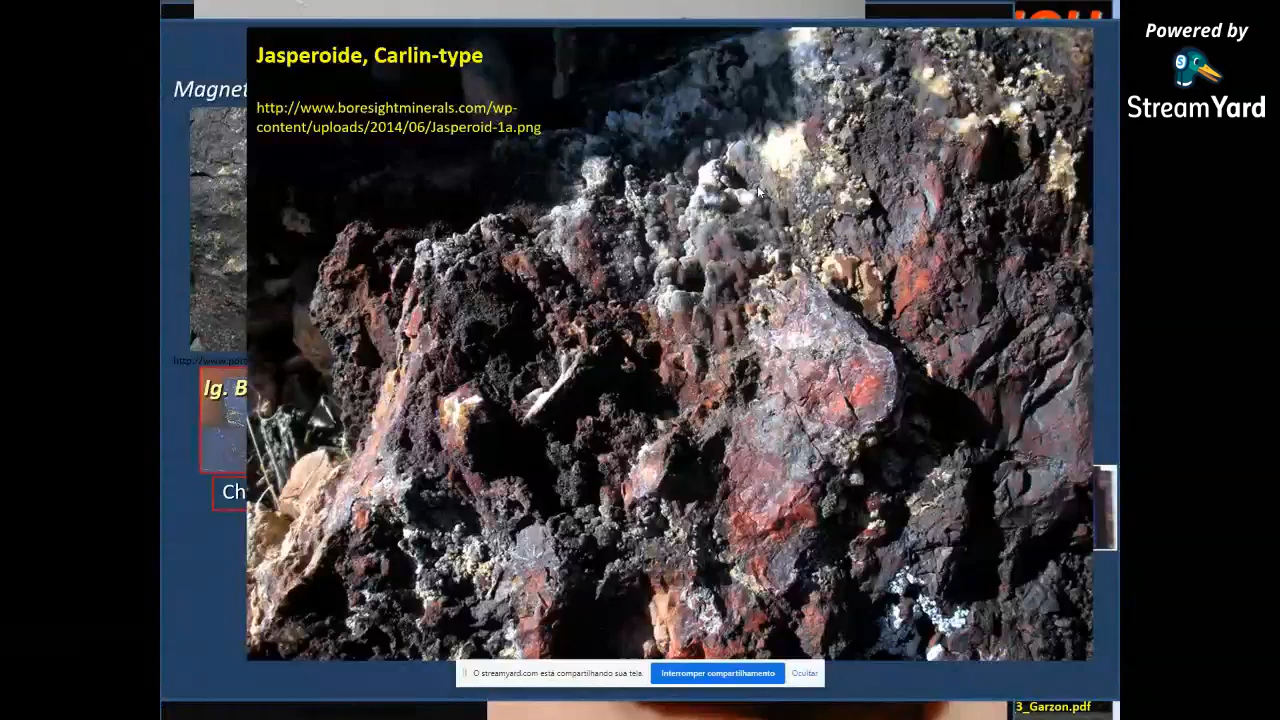 Powered by
StreamYard
Jasperoide, Carlin-type
http://www.boresightminerals.com/wp-
content/uploads/2014/06/Jasperoid-1a.png
Magnet
Ig. B
Ch
O streamyard.com está compartilhando sua tela.
Interromper compartilhamento
Ocultar
3_Garzon.pdf